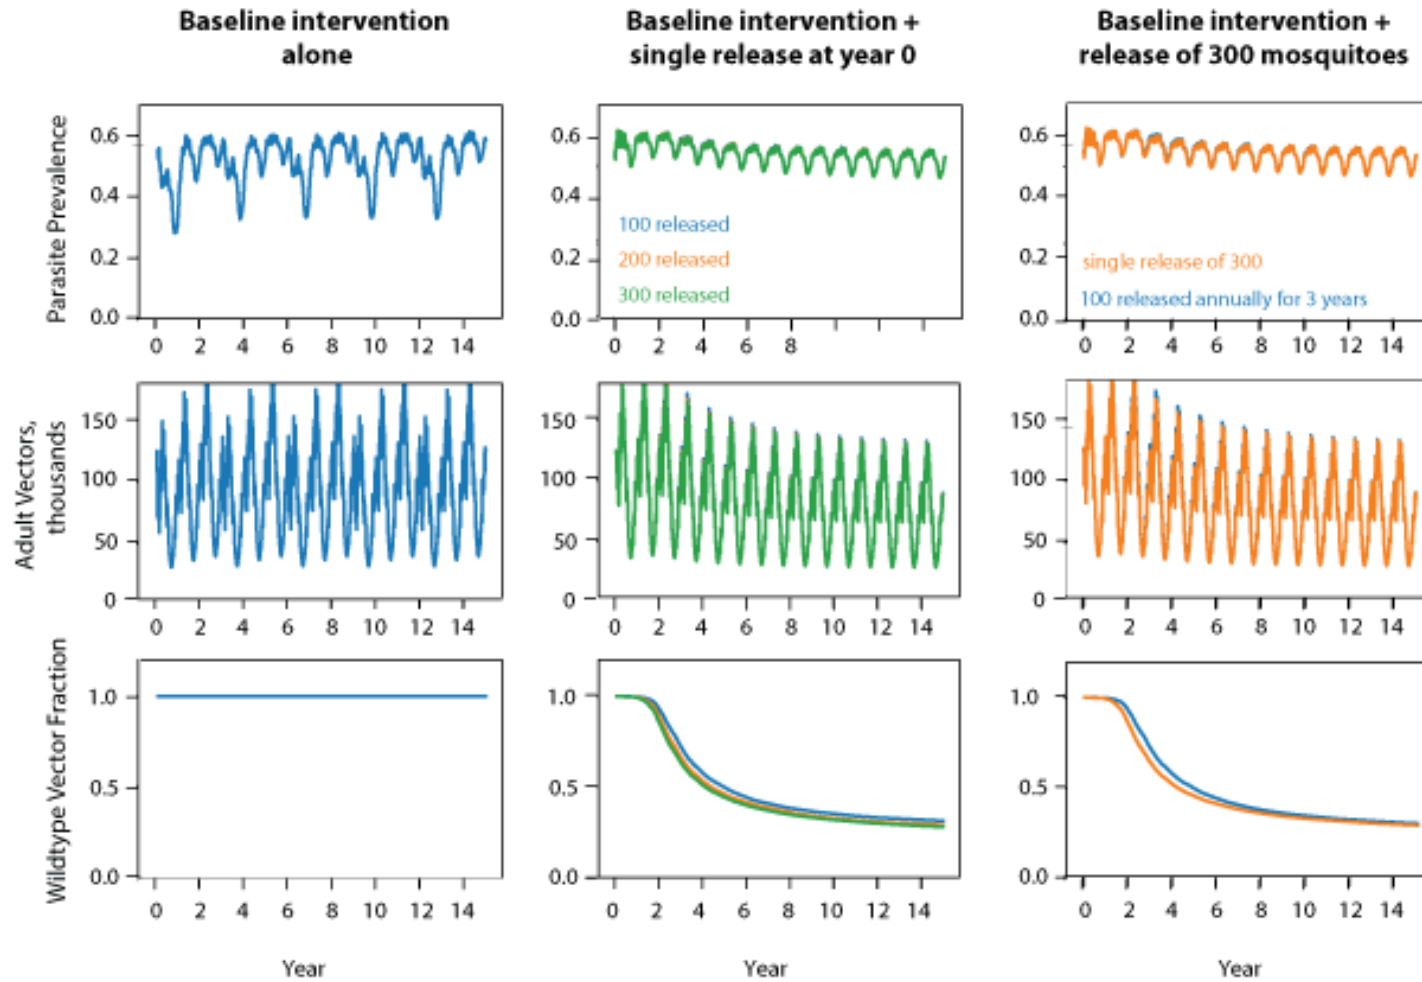 Baseline intervention
alone
Baseline intervention +
single release at year 0
Baseline intervention +
release of 300 mosquitoes
Parasite Prevalence
0.6
0.4
0.2
0.0
0 2 4 6 8 10 12 14
0.6
0.4
0.2
0.0
100 released
200 released
300 released
0 2 4 6 8
0.6
0.4
0.2
0.0
single release of 300
100 released annually for 3 years
0 2 4 6 8 10 12 14
Adult Vectors,
thousands
150
100
50
0
0 2 4 6 8 10 12 14
150
100
50
0
0 2 4 6 8 10 12 14
150
100
50
0
0 2 4 6 8 10 12 14
Wildtype Vector Fraction
1.0
0.5
0.0
0 2 4 6 8 10 12 14
1.0
0.5
0.0
0 2 4 6 8 10 12 14
1.0
0.5
0.0
0 2 4 6 8 10 12 14
Year
Year
Year